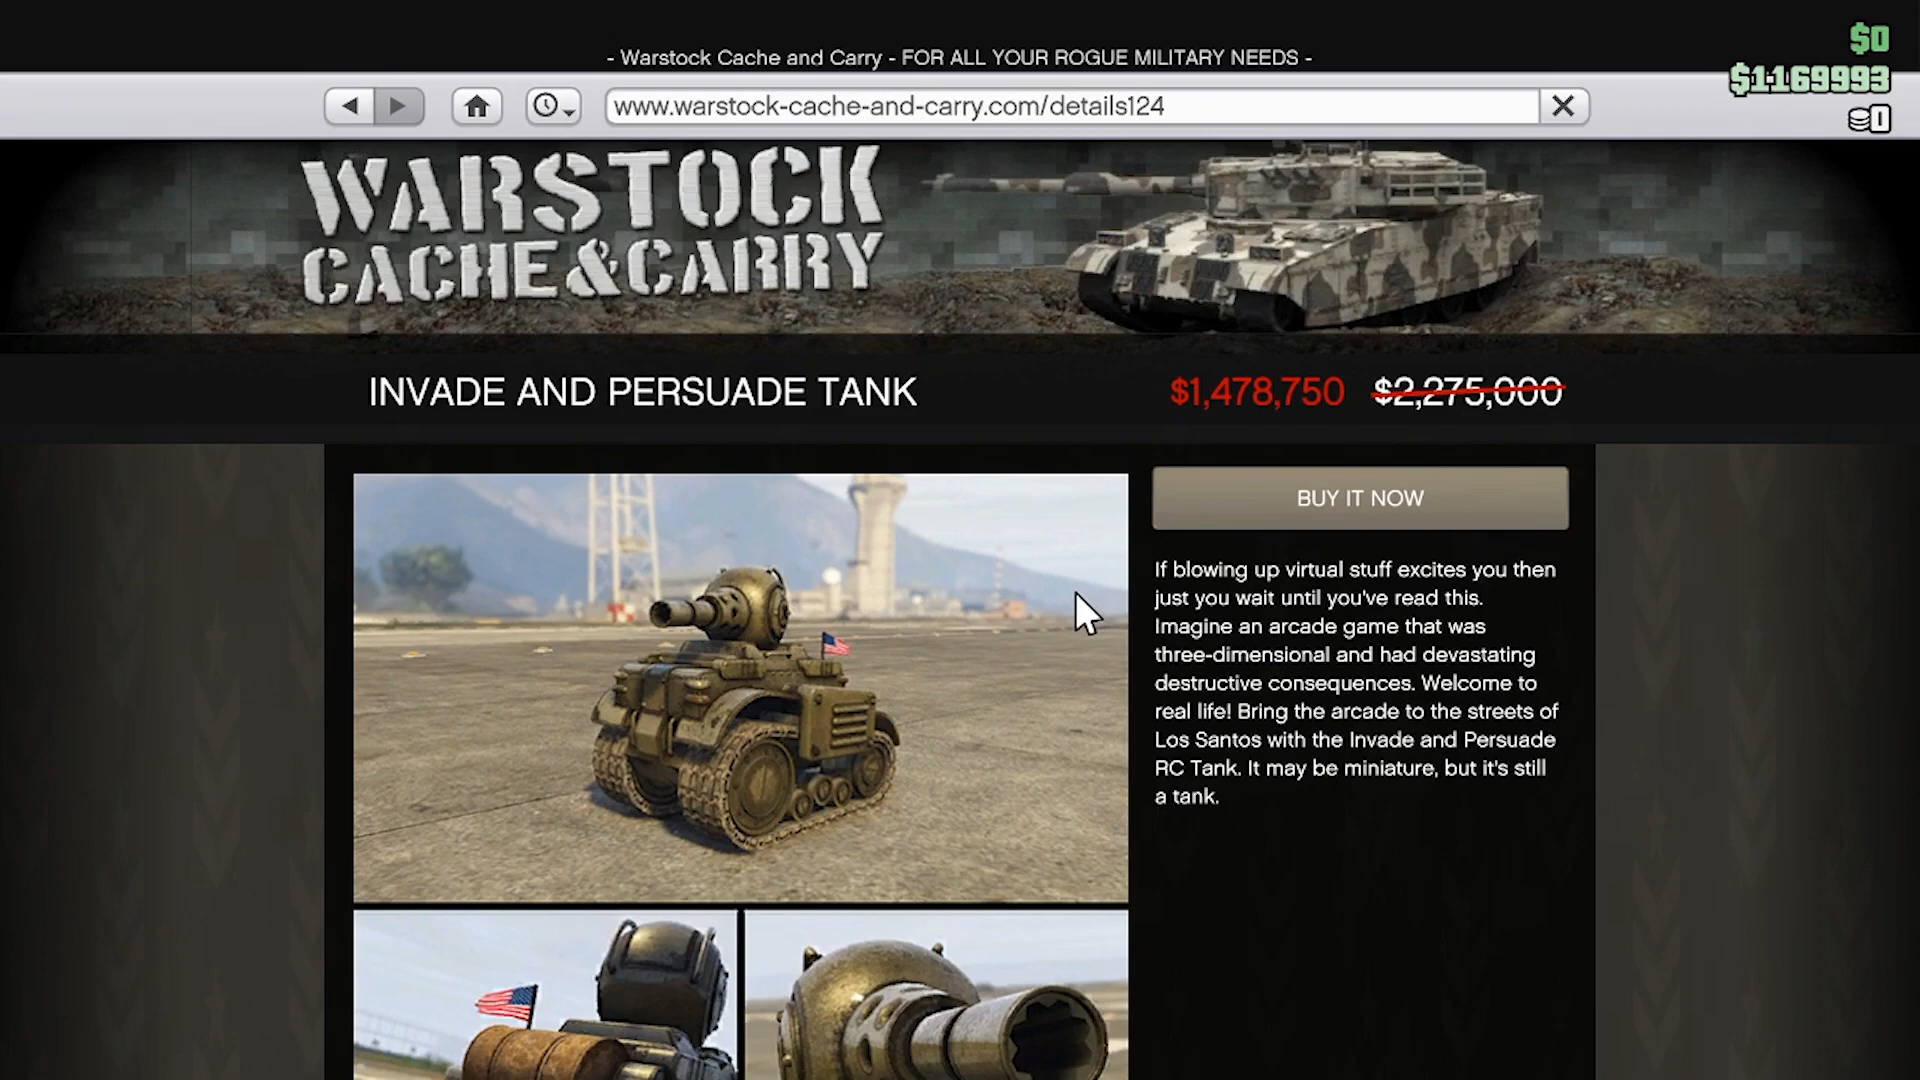 - Warstock Cache and Carry - FOR ALL YOUR ROGUE MILITARY NEEDS -
$0
$1169993
0
www.warstock-cache-and-carry.com/details124
WARSTOCK
CACHE & CARRY
INVADE AND PERSUADE TANK
$1,478,750 $2,275,000
BUY IT NOW
If blowing up virtual stuff excites you then
just you wait until you've read this.
Imagine an arcade game that was
three-dimensional and had devastating
destructive consequences. Welcome to
real life! Bring the arcade to the streets of
Los Santos with the Invade and Persuade
RC Tank. It may be miniature, but it's still
a tank.